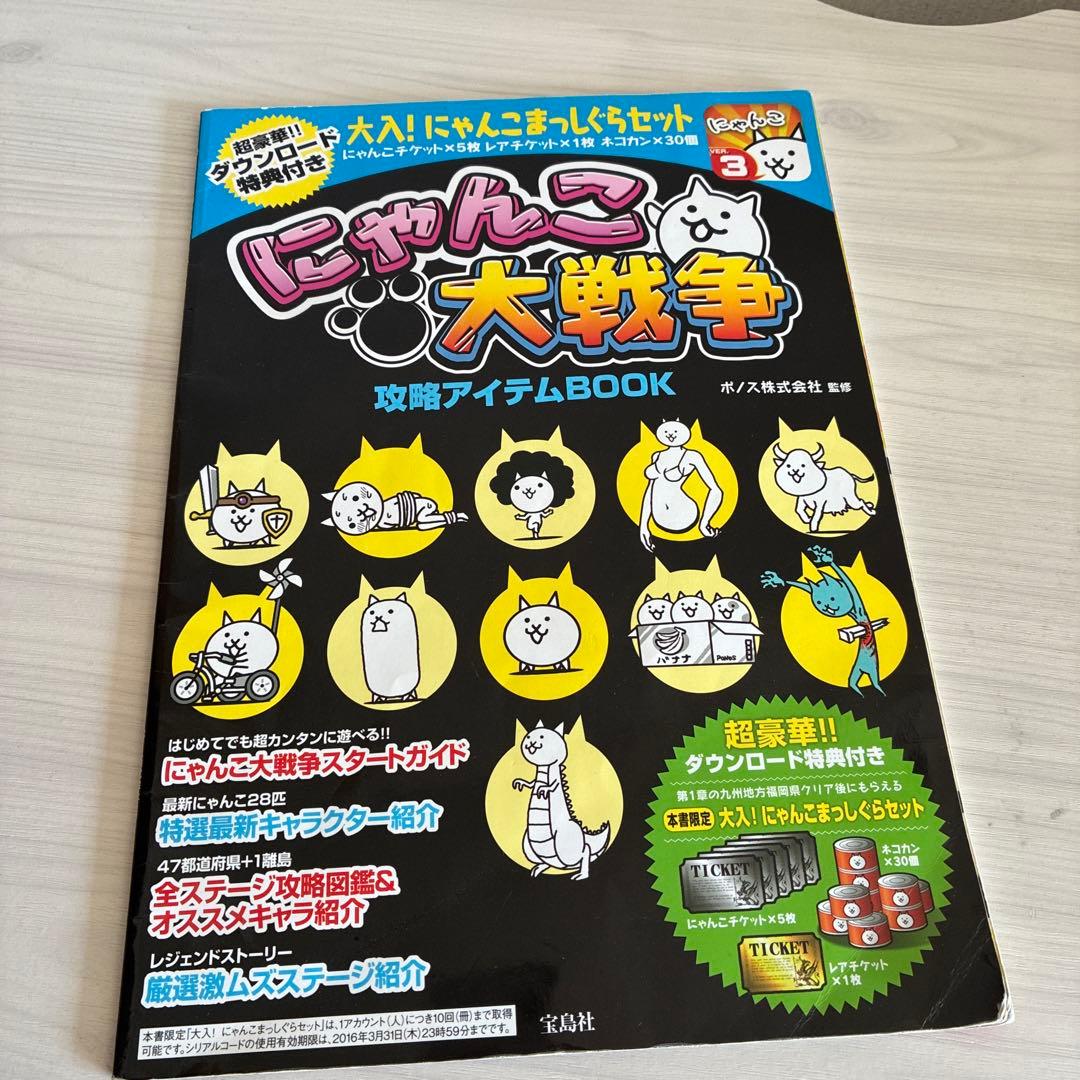 超豪華!!
ダウンロード
特典付き
大入!にゃんこまっしぐらセット
にゃんこチケット×5枚 レアチケット×1枚 ネコカン×30個
にゃんこ
VER.
3
にゃんこ
大戦争
攻略アイテムBOOK
ポノス株式会社 監修
バナナ
PONOS
はじめてでも超カンタンに遊べる!!
にゃんこ大戦争スタートガイド
最新にゃんこ28匹
特選最新キャラクター紹介
47都道府県+1離島
全ステージ攻略図鑑&
オススメキャラ紹介
レジェンドストーリー
厳選激ムズステージ紹介
超豪華!!
ダウンロード特典付き
第1章の九州地方福岡県クリア後にもらえる
本書限定 大入!にゃんこまっしぐらセット
TICKET
にゃんこチケット×5枚
ネコカン
×30個
TICKET
レアチケット
×1枚
本書限定「大入! にゃんこまっしぐらセット」は、1アカウント(人)につき10回(冊)まで取得
可能です。シリアルコードの使用有効期限は、2016年3月31日(木)23時59分までです。
宝島社